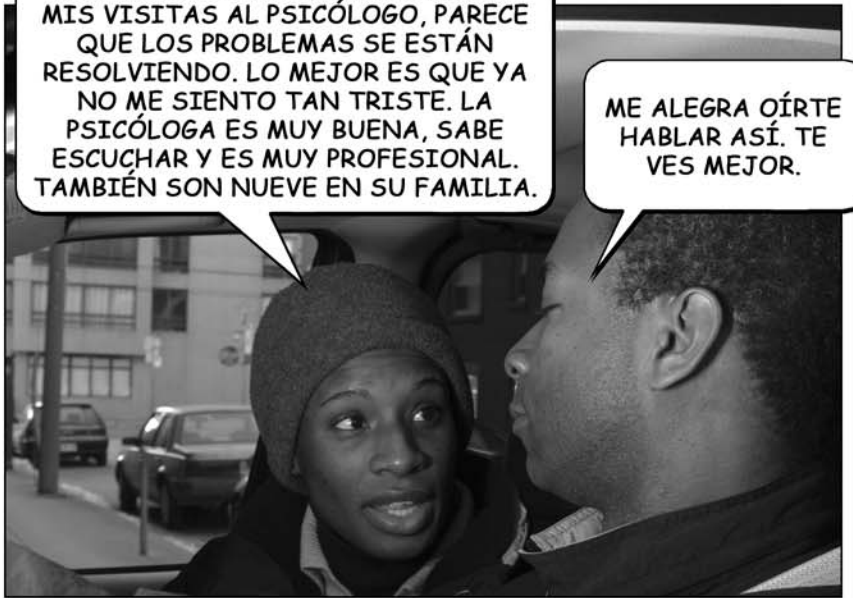 MIS VISITAS AL PSICÓLOGO, PARECE
QUE LOS PROBLEMAS SE ESTÁN
RESOLVIENDO. LO MEJOR ES QUE YA
NO ME SIENTO TAN TRISTE. LA
PSICÓLOGA ES MUY BUENA, SABE
ESCUCHAR Y ES MUY PROFESIONAL.
TAMBIÉN SON NUEVE EN SU FAMILIA.
ME ALEGRA OÍRTE
HABLAR ASÍ. TE
VES MEJOR.